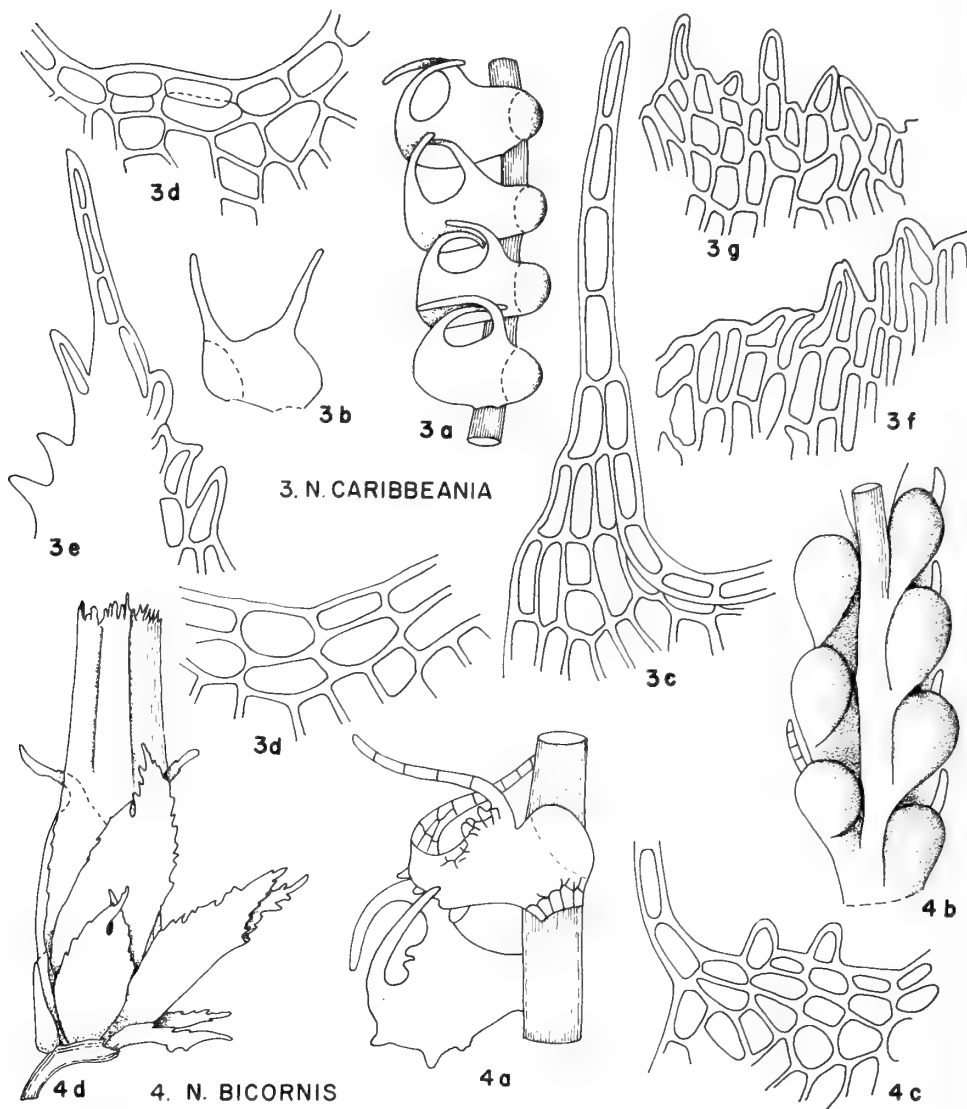 3d
3a
3g
3b
3f
3. N. CARIBBEANIA
3e
3c
3d
4b
4d
4. N. BICORNIS
4a
4c